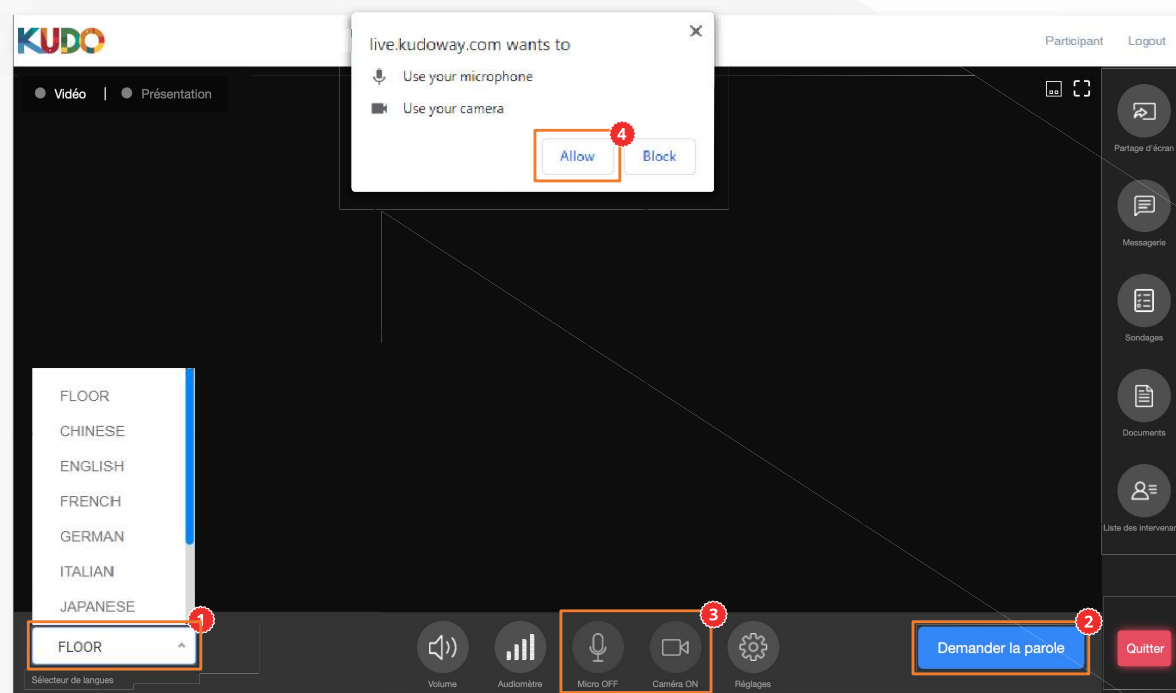 KUDO
live.kudoway.com wants to
Use your microphone
Use your camera
4
Allow
Block
Participant
Logout
Vidéo | Présentation
Partage d'écran
Messagerie
Sondages
Documents
Liste des
FLOOR
CHINESE
ENGLISH
FRENCH
GERMAN
ITALIAN
JAPANESE
1
FLOOR
Sélecteur de langues
Volume
Audiomètre
3
Micro OFF
Caméra ON
Réglages
2
Demander la parole
Quitter